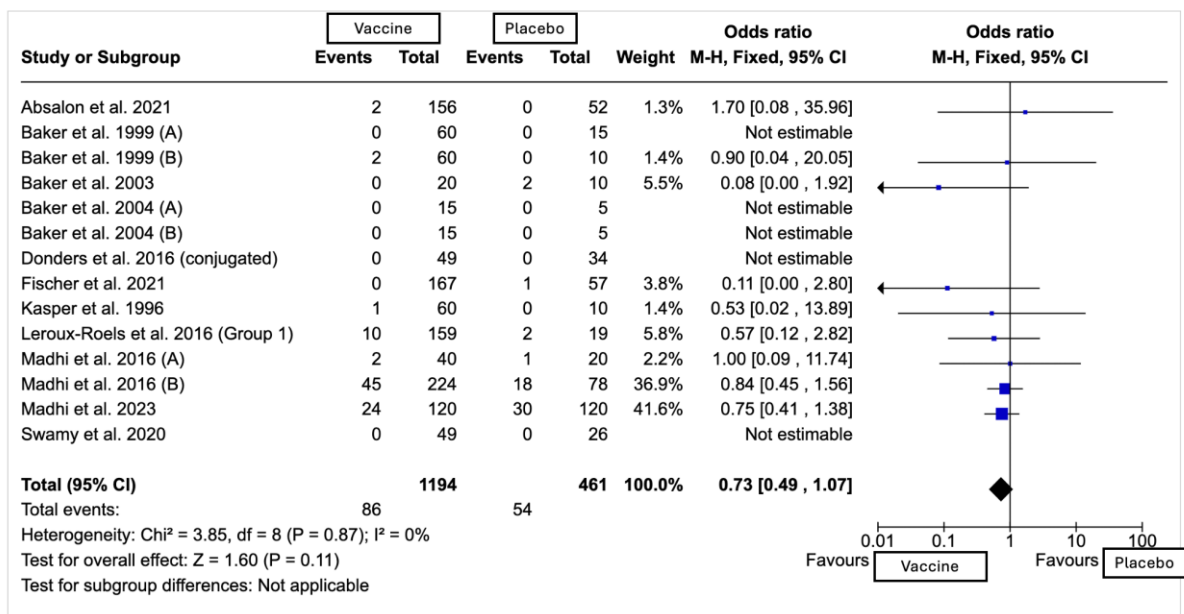 Vaccine Placebo Odds ratio Odds ratio
Study or Subgroup Events Total Events Total Weight M-H, Fixed, 95% CI M-H, Fixed, 95% CI
Absalon et al. 2021 2 156 0 52 1.3% 1.70 [0.08 , 35.96]
Baker et al. 1999 (A) 0 60 0 15 Not estimable
Baker et al. 1999 (B) 2 60 0 10 1.4% 0.90 [0.04 , 20.05]
Baker et al. 2003 0 20 2 10 5.5% 0.08 [0.00 , 1.92]
Baker et al. 2004 (A) 0 15 0 5 Not estimable
Baker et al. 2004 (B) 0 15 0 5 Not estimable
Donders et al. 2016 (conjugated) 0 49 0 34 Not estimable
Fischer et al. 2021 0 167 1 57 3.8% 0.11 [0.00 , 2.80]
Kasper et al. 1996 1 60 0 10 1.4% 0.53 [0.02 , 13.89]
Leroux-Roels et al. 2016 (Group 1) 10 159 2 19 5.8% 0.57 [0.12 , 2.82]
Madhi et al. 2016 (A) 2 40 1 20 2.2% 1.00 [0.09 , 11.74]
Madhi et al. 2016 (B) 45 224 18 78 36.9% 0.84 [0.45 , 1.56]
Madhi et al. 2023 24 120 30 120 41.6% 0.75 [0.41 , 1.38]
Swamy et al. 2020 0 49 0 26 Not estimable
Total (95% CI) 1194 461 100.0% 0.73 [0.49 , 1.07]
Total events: 86 54
Heterogeneity: Chi² = 3.85, df = 8 (P = 0.87); I² = 0%
Test for overall effect: Z = 1.60 (P = 0.11)
Test for subgroup differences: Not applicable
0.01 0.1 1 10 100
Favours Vaccine Favours Placebo